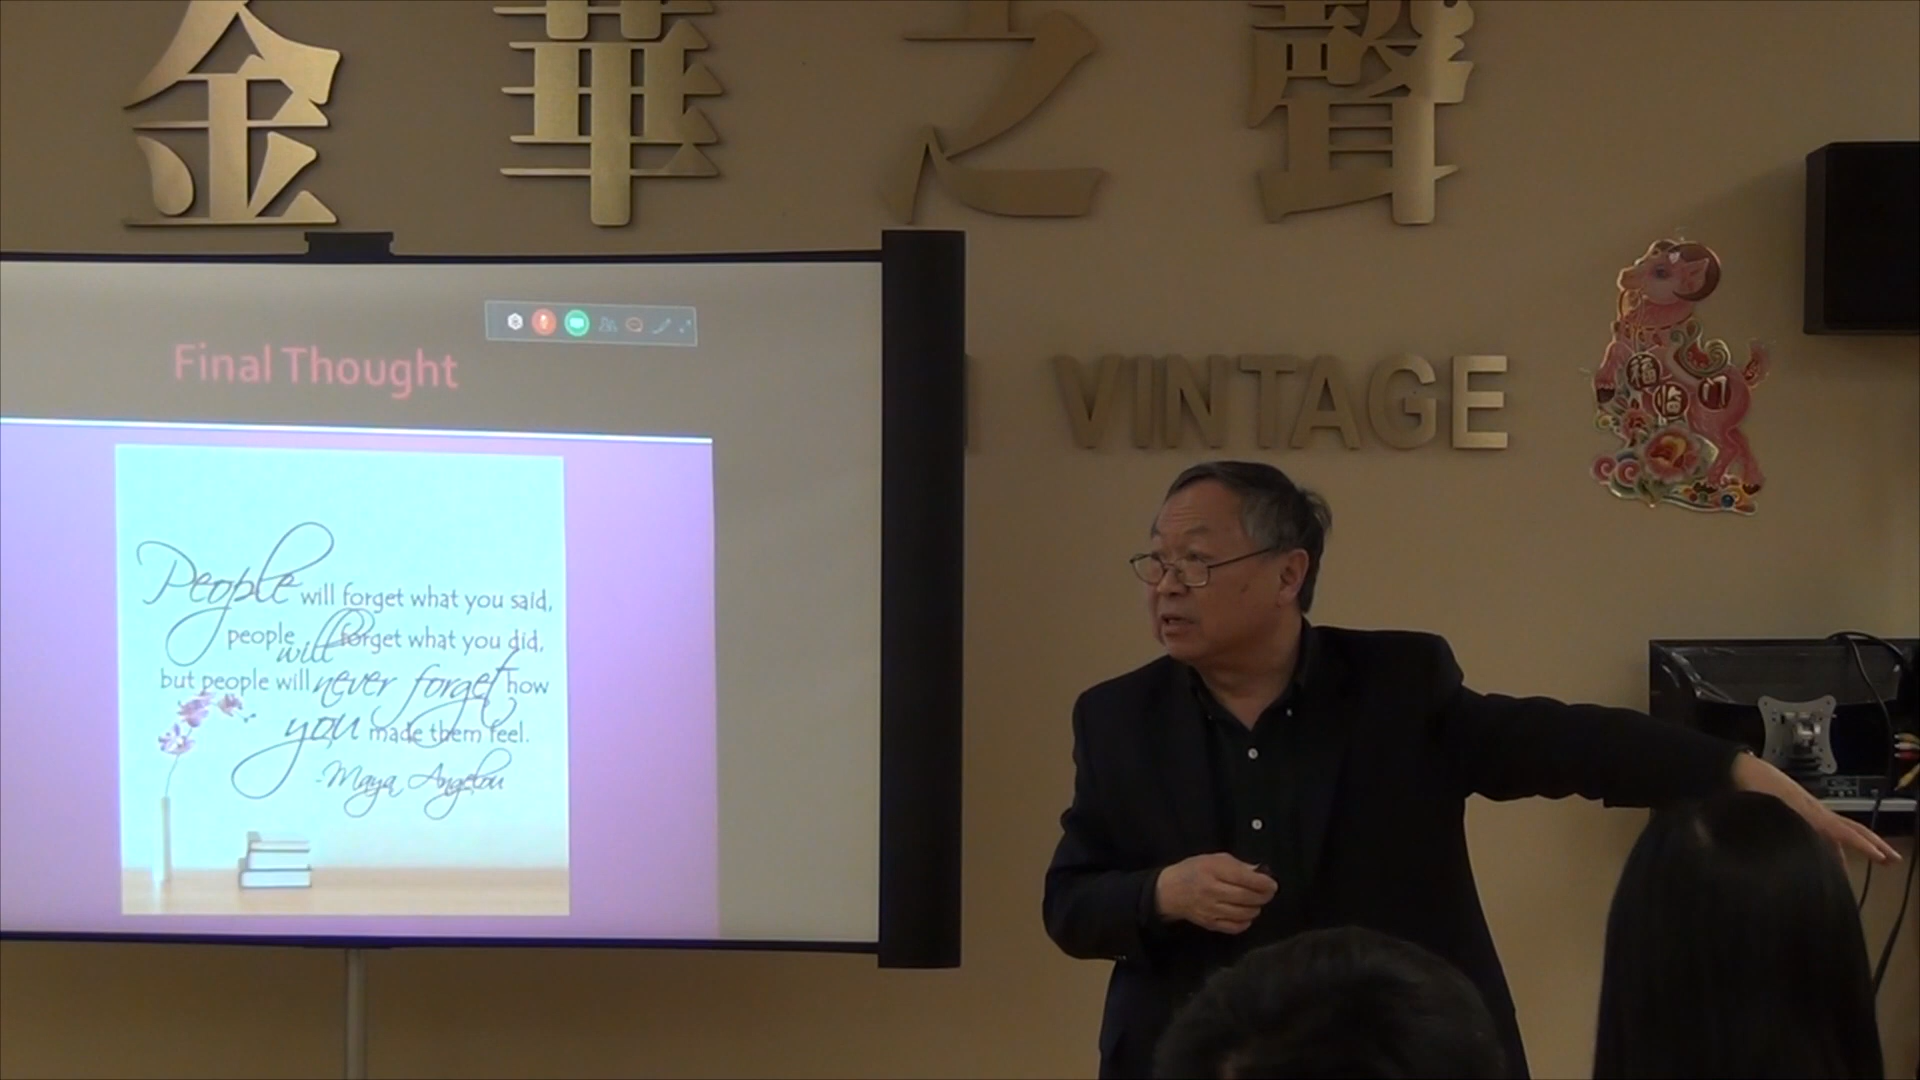 金華之聲
VINTAGE
福
临
门
Final Thought
People will forget what you said,
people will forget what you did,
but people will never forget how
you made them feel.
-Maya Angelou